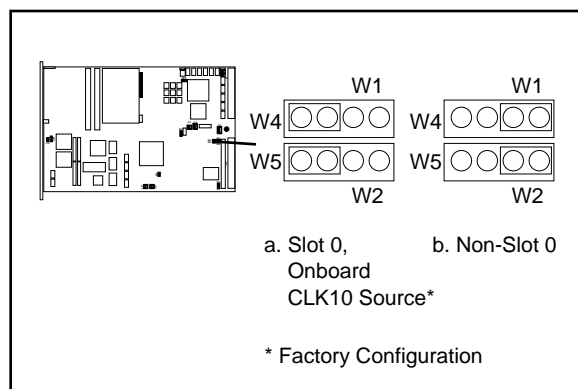 W1 W1
W4 W4
W5 W5
W2 W2
a. Slot 0, b. Non-Slot 0
Onboard
CLK10 Source*
* Factory Configuration